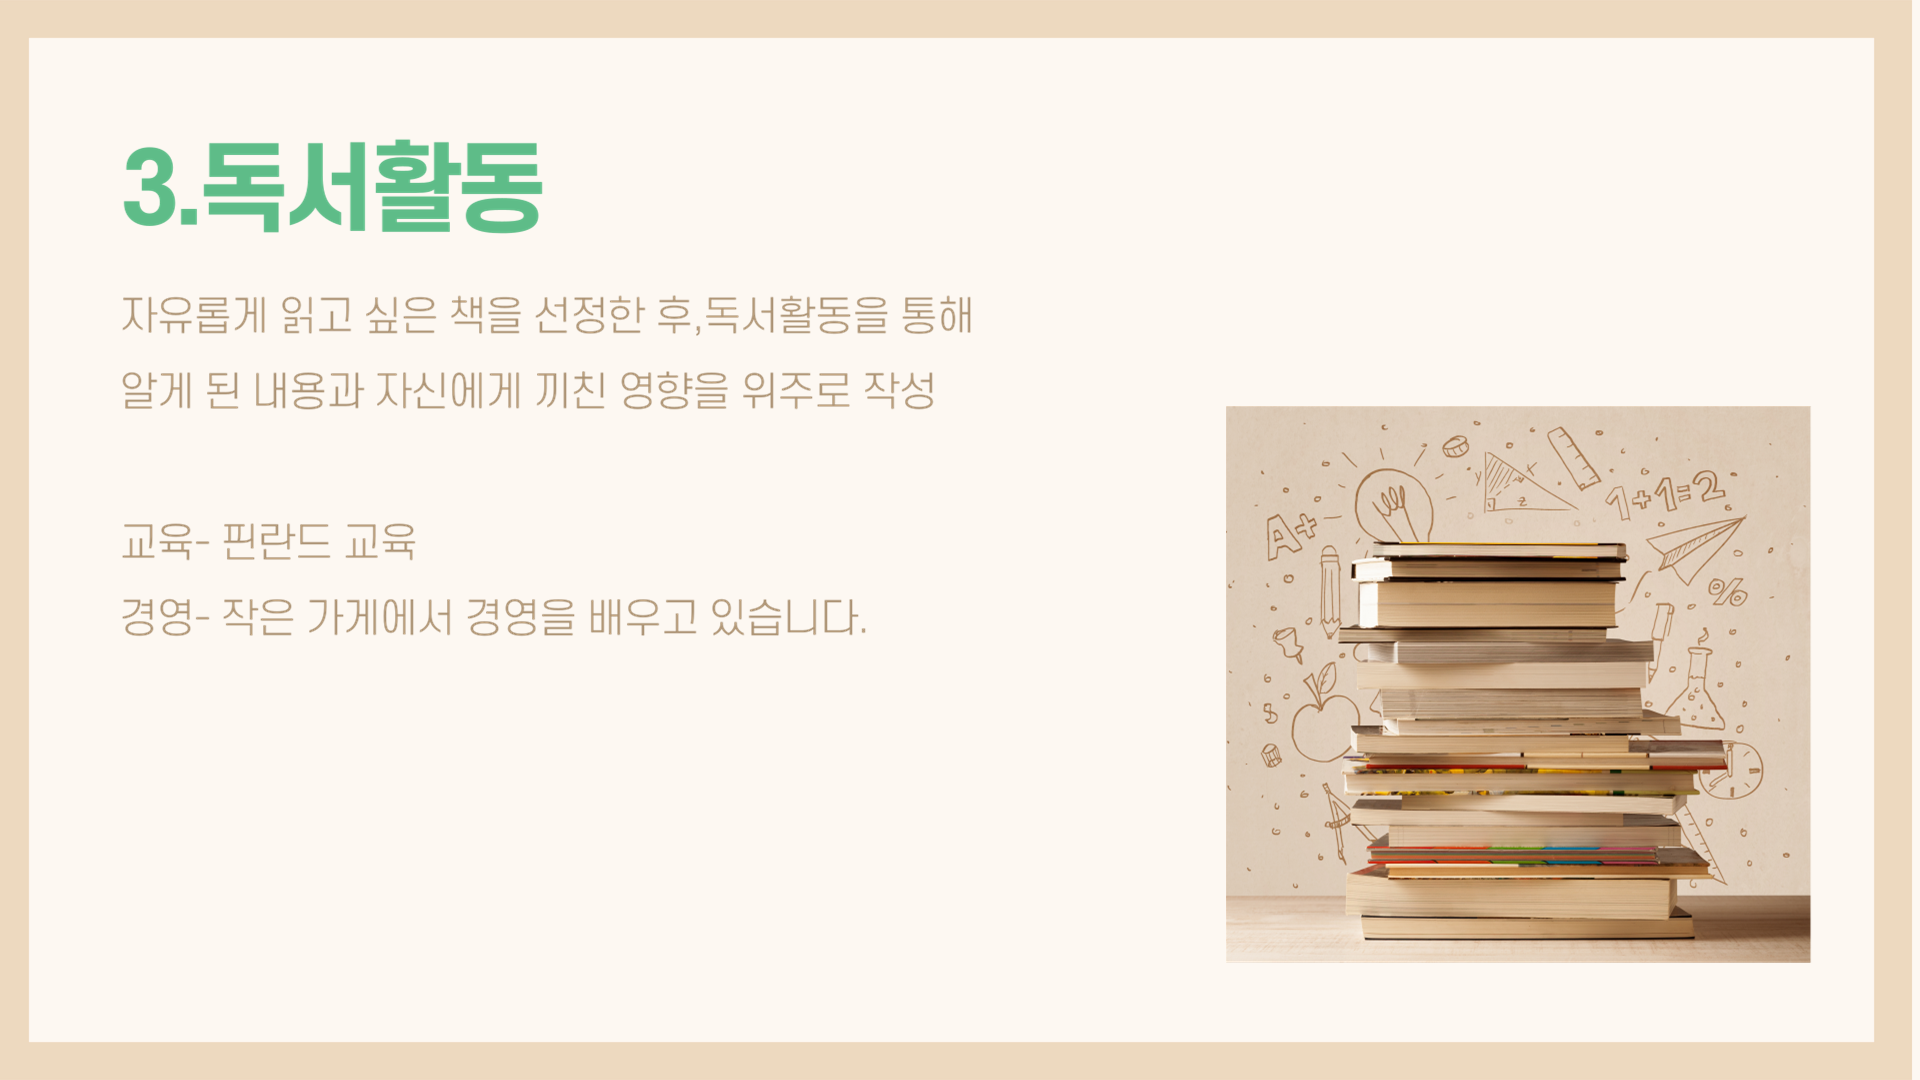 3.독서활동
자유롭게 읽고 싶은 책을 선정한 후,독서활동을 통해
알게 된 내용과 자신에게 끼친 영향을 위주로 작성
교육- 핀란드 교육
경영- 작은 가게에서 경영을 배우고 있습니다.
A+
y
x
z
1+1=2
%